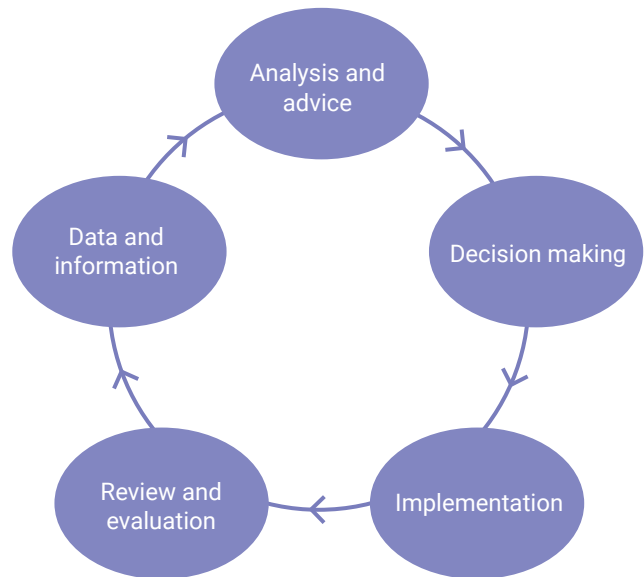 Analysis and
advice
Decision making
Implementation
Review and
evaluation
Data and
information